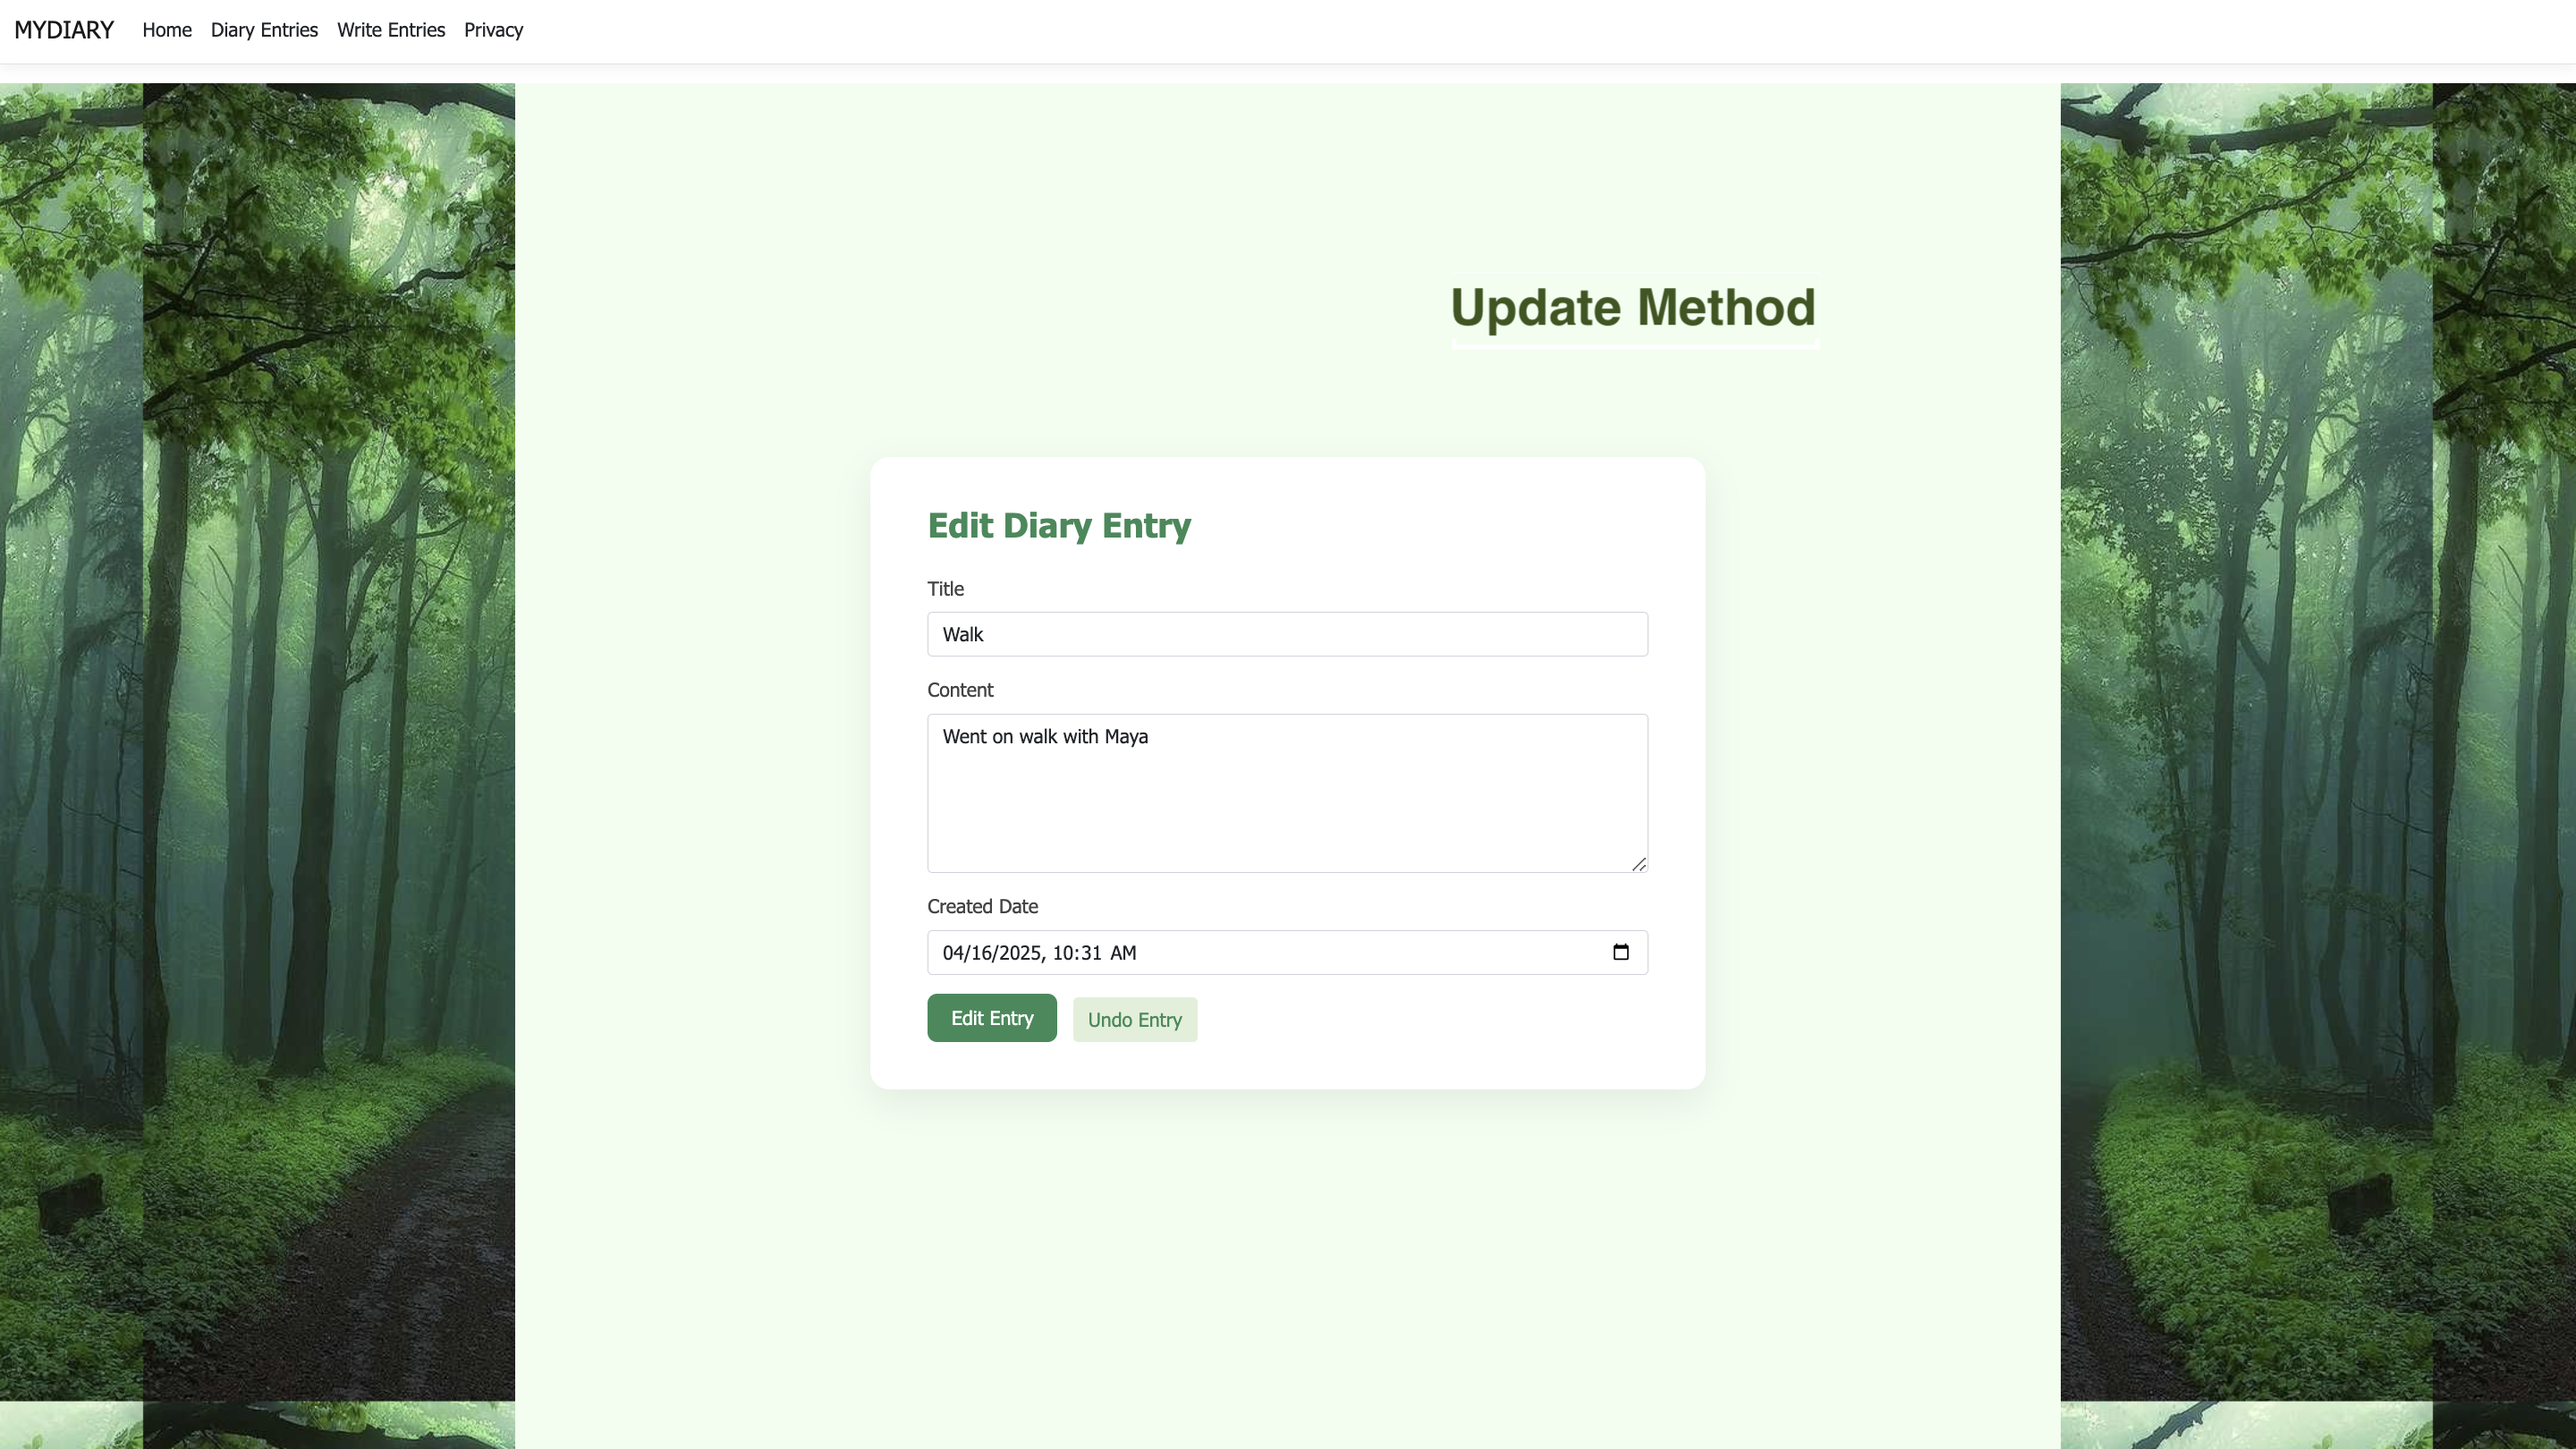 MYDIARY Home Diary Entries Write Entries Privacy
Update Method
Edit Diary Entry
Title
Walk
Content
Went on walk with Maya
Created Date
04/16/2025, 10:31 AM
Edit Entry Undo Entry